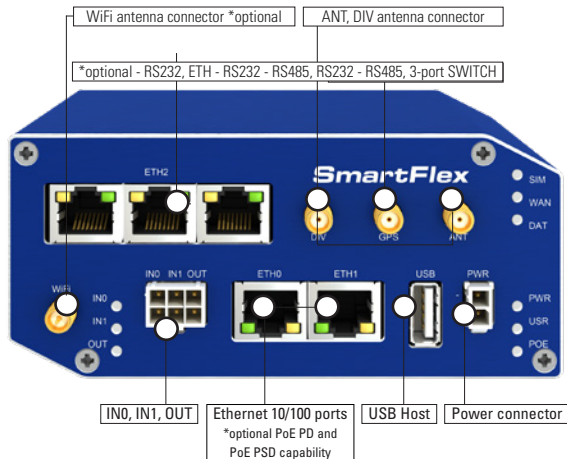 WiFi antenna connector *optional
ANT, DIV antenna connector
*optional - RS232, ETH - RS232 - RS485, RS232 - RS485, 3-port SWITCH
ETH2
SmartFlex
SIM
WAN
DAT
DIV
GPS
ANT
WiFi
IN0
IN1
OUT
IN0 IN1 OUT
ETH0
ETH1
USB
PWR
-
PWR
USR
POE
IN0, IN1, OUT
Ethernet 10/100 ports
*optional PoE PD and
PoE PSD capability
USB Host
Power connector